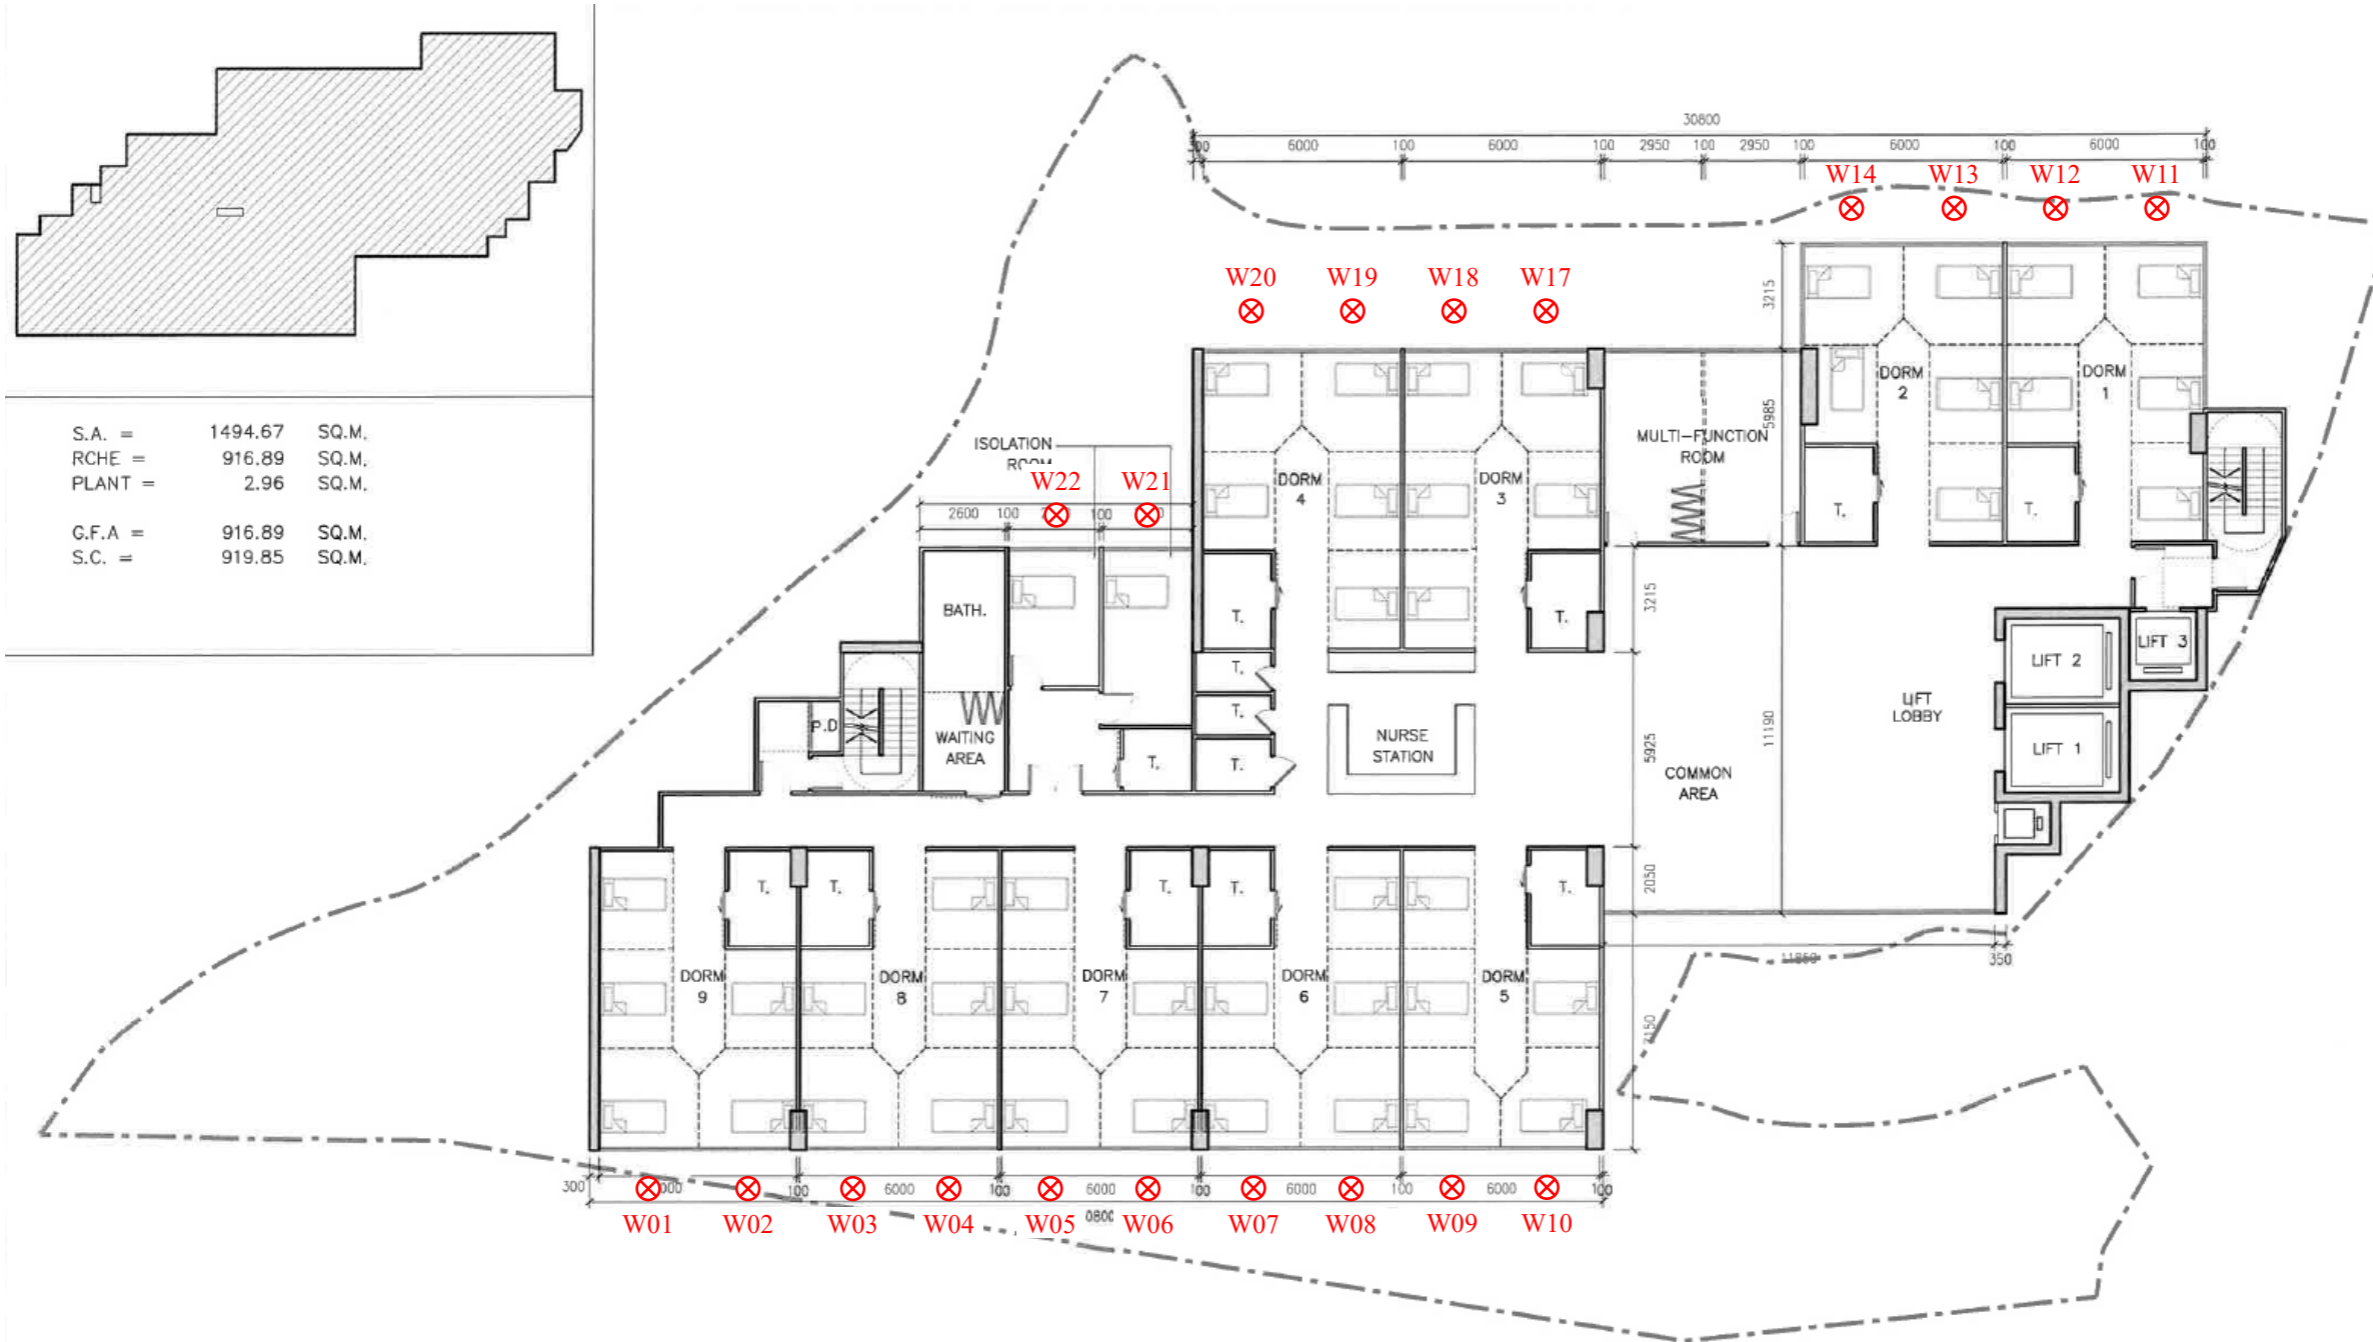 S.A. = 1494.67 SQ.M.
RCHE = 916.89 SQ.M.
PLANT = 2.96 SQ.M.
G.F.A = 916.89 SQ.M.
S.C. = 919.85 SQ.M.
30800
6000 100 6000 100 2950 100 2950 100 6000 100 6000 100
W14 W13 W12 W11
W20 W19 W18 W17
3215
5985
DORM
2
DORM
1
MULTI-FUNCTION
ROOM
ISOLATION
ROOM
W22 W21
2600 100 100
DORM
4
DORM
3
T. T.
BATH.
T. T.
3215
LIFT 3
LIFT 2
T.
T.
P.D
WAITING
AREA
T.
T.
NURSE
STATION
5925
11190
LIFT
LOBBY
LIFT 1
COMMON
AREA
T. T. T. T. T.
2050
11860 350
DORM
9
DORM
8
DORM
7
DORM
6
DORM
5
7150
300 100 6000 100 6000 100 6000 100 6000 100
0800
W01 W02 W03 W04 W05 W06 W07 W08 W09 W10